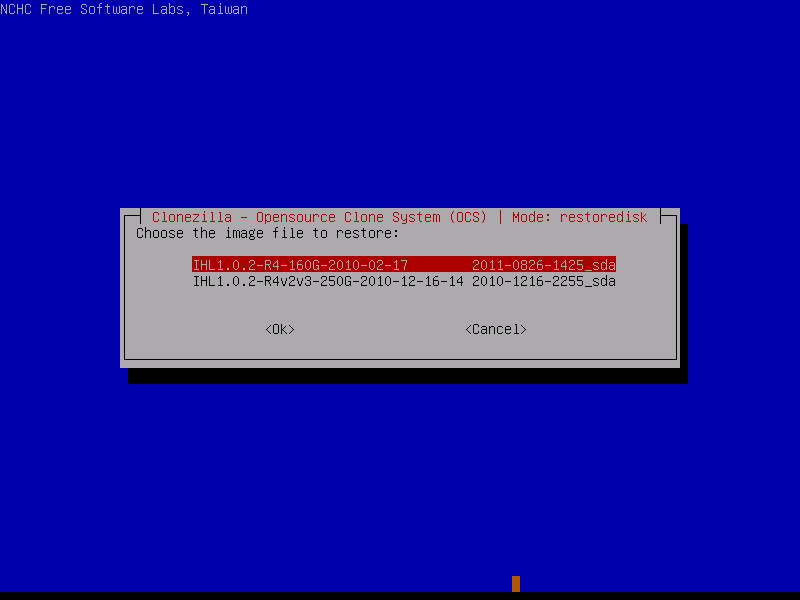 NCHC Free Software Labs, Taiwan
Clonezilla - Opensource Clone System (OCS) | Mode: restoredisk
Choose the image file to restore:
IHL1.0.2-R4-160G-2010-02-17 2011-0826-1425_sda
IHL1.0.2-R4v2v3-250G-2010-12-16-14 2010-1216-2255_sda
<Ok> <Cancel>